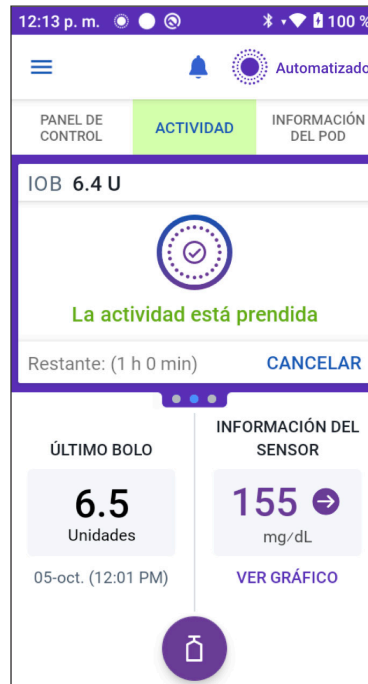 12:13 p. m. 100 %
Automatizado
PANEL DE
CONTROL
ACTIVIDAD
INFORMACIÓN
DEL POD
IOB 6.4 U
La actividad está prendida
Restante: (1 h 0 min) CANCELAR
ÚLTIMO BOLO
6.5
Unidades
05-oct. (12:01 PM)
INFORMACIÓN DEL
SENSOR
155
mg/dL
VER GRÁFICO